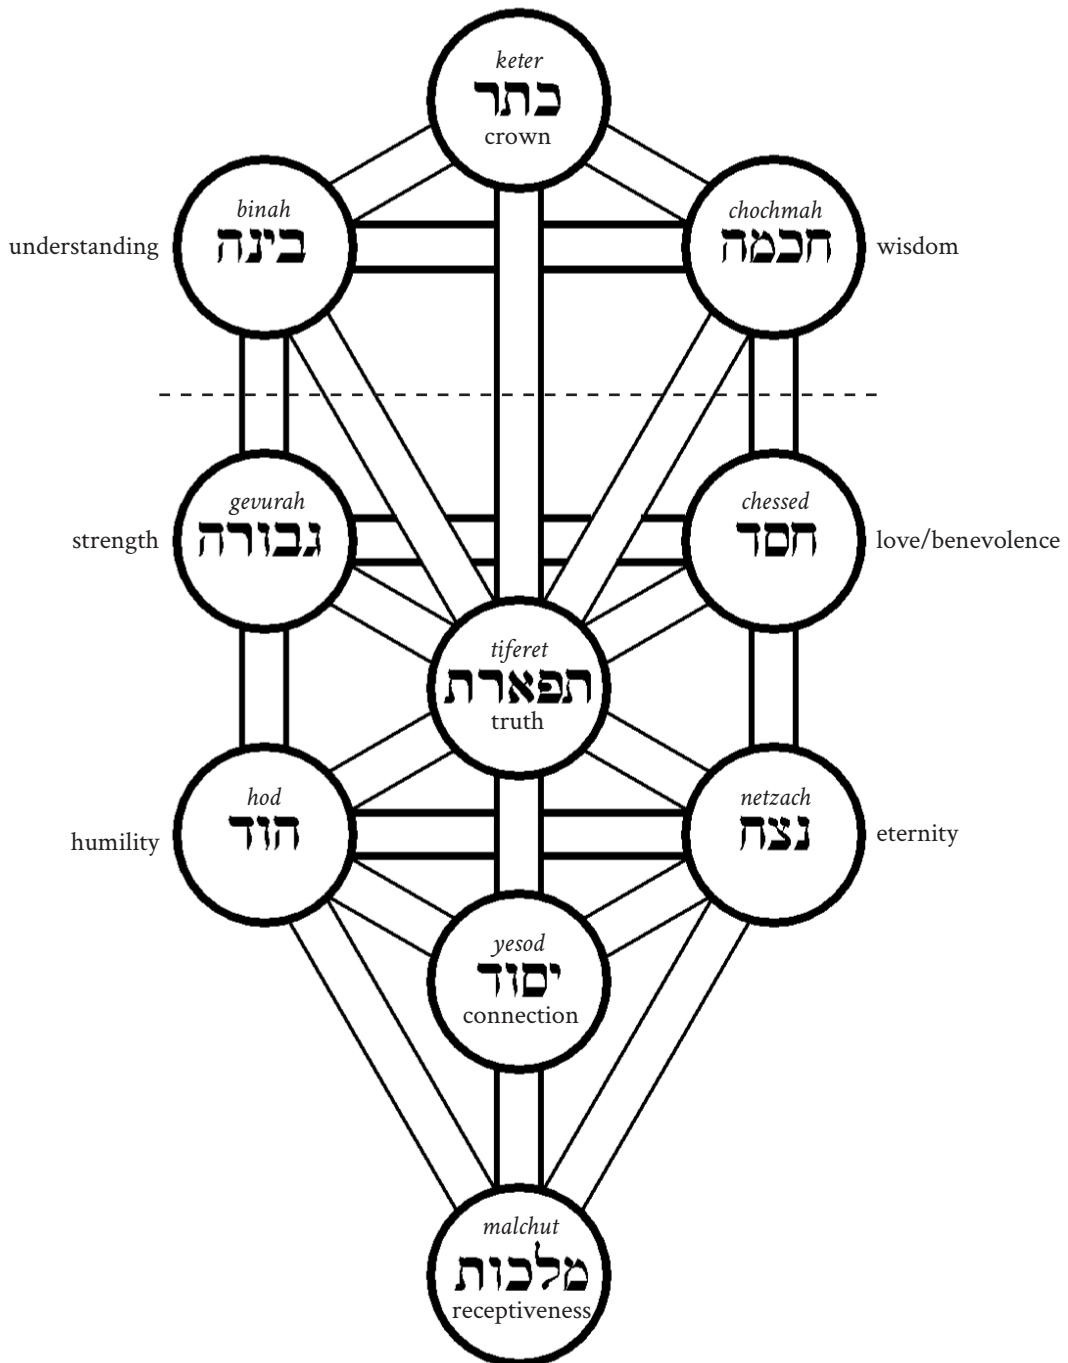 keter
כתר
crown
binah
בינה
understanding
chochmah
חכמה
wisdom
gevurah
גבורה
strength
chessed
חסד
love/benevolence
tiferet
תפארת
truth
hod
הוד
humility
netzach
נצח
eternity
yesod
יסוד
connection
malchut
מלכות
receptiveness